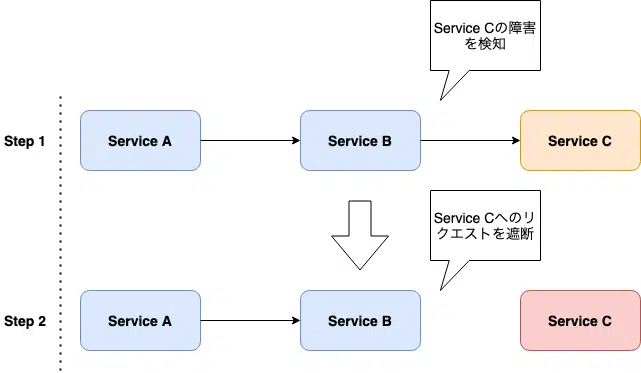 Service Cの障害
を検知
Step 1
Service A
Service B
Service C
Service Cへのリ
クエストを遮断
Step 2
Service A
Service B
Service C